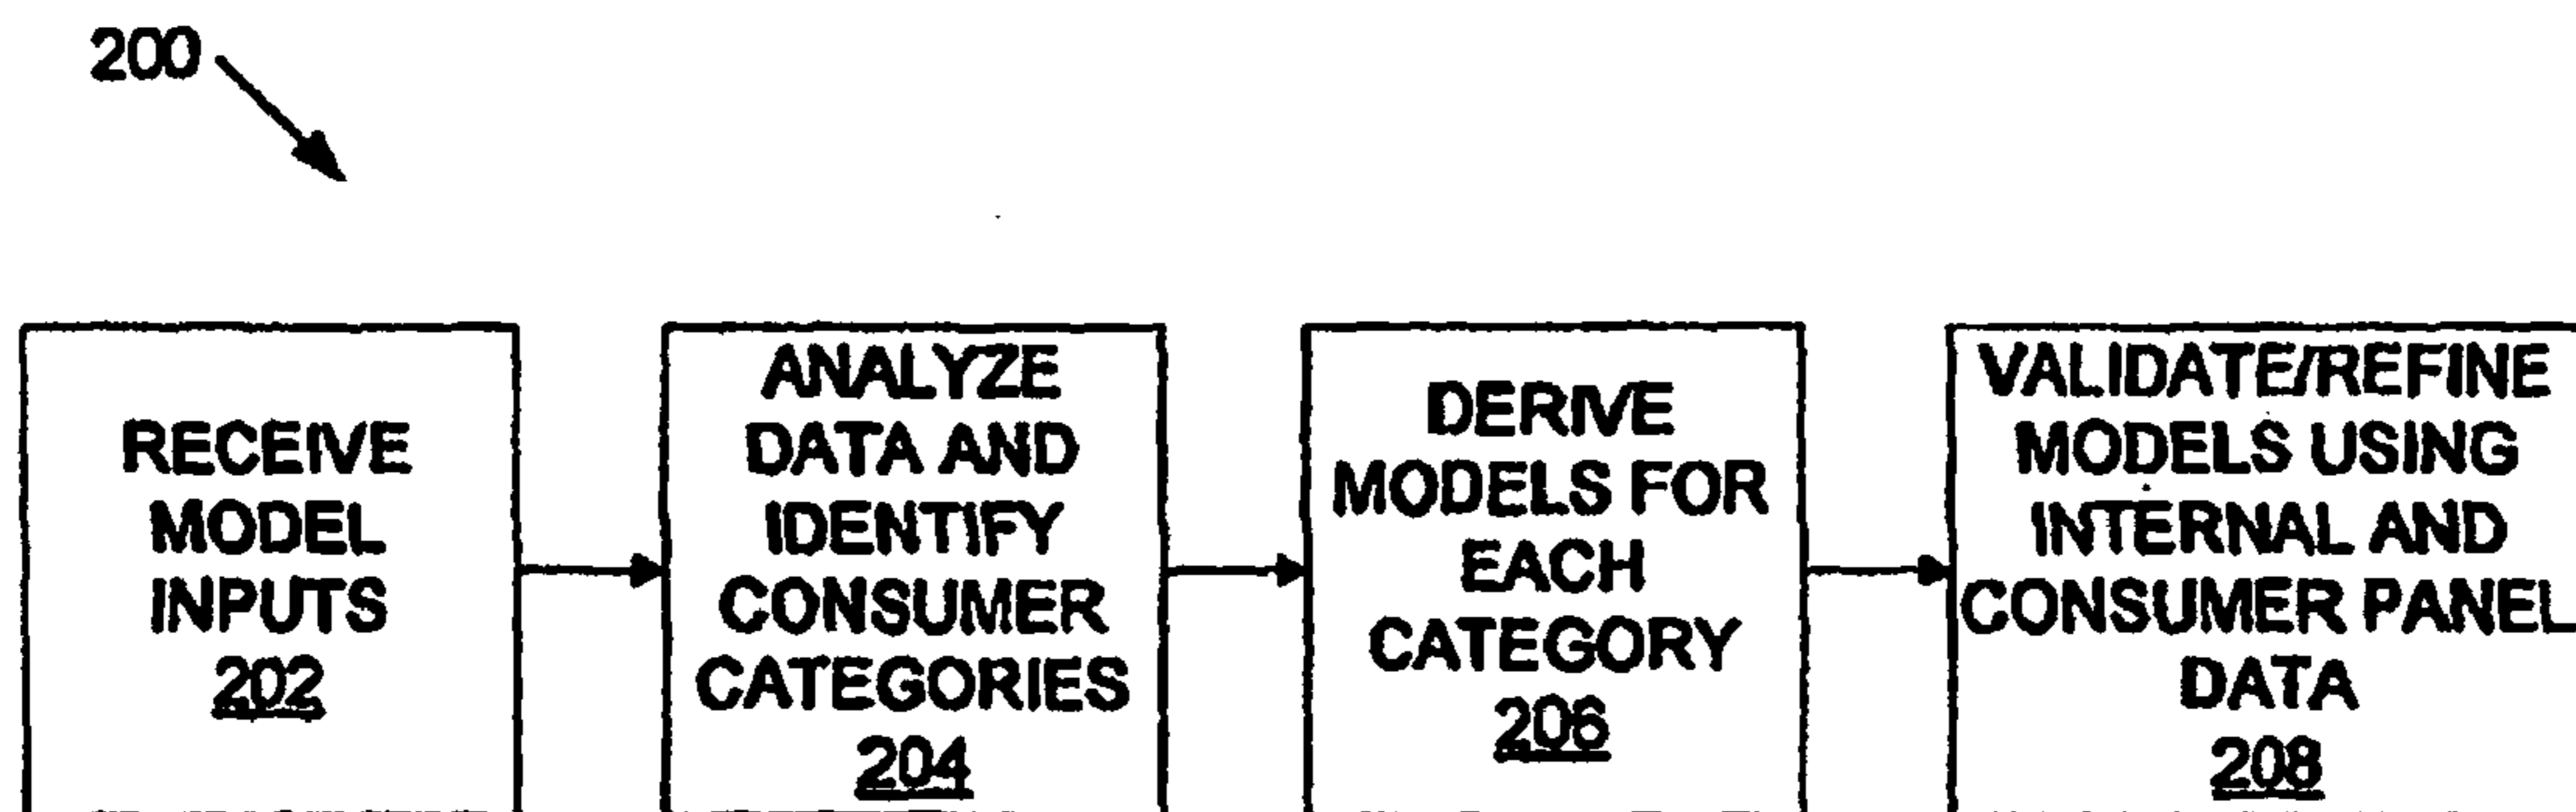 200
RECEIVE
MODEL
INPUTS
202
ANALYZE
DATA AND
IDENTIFY
CONSUMER
CATEGORIES
204
DERIVE
MODELS FOR
EACH
CATEGORY
206
VALIDATE/REFINE
MODELS USING
INTERNAL AND
CONSUMER PANEL
DATA
208